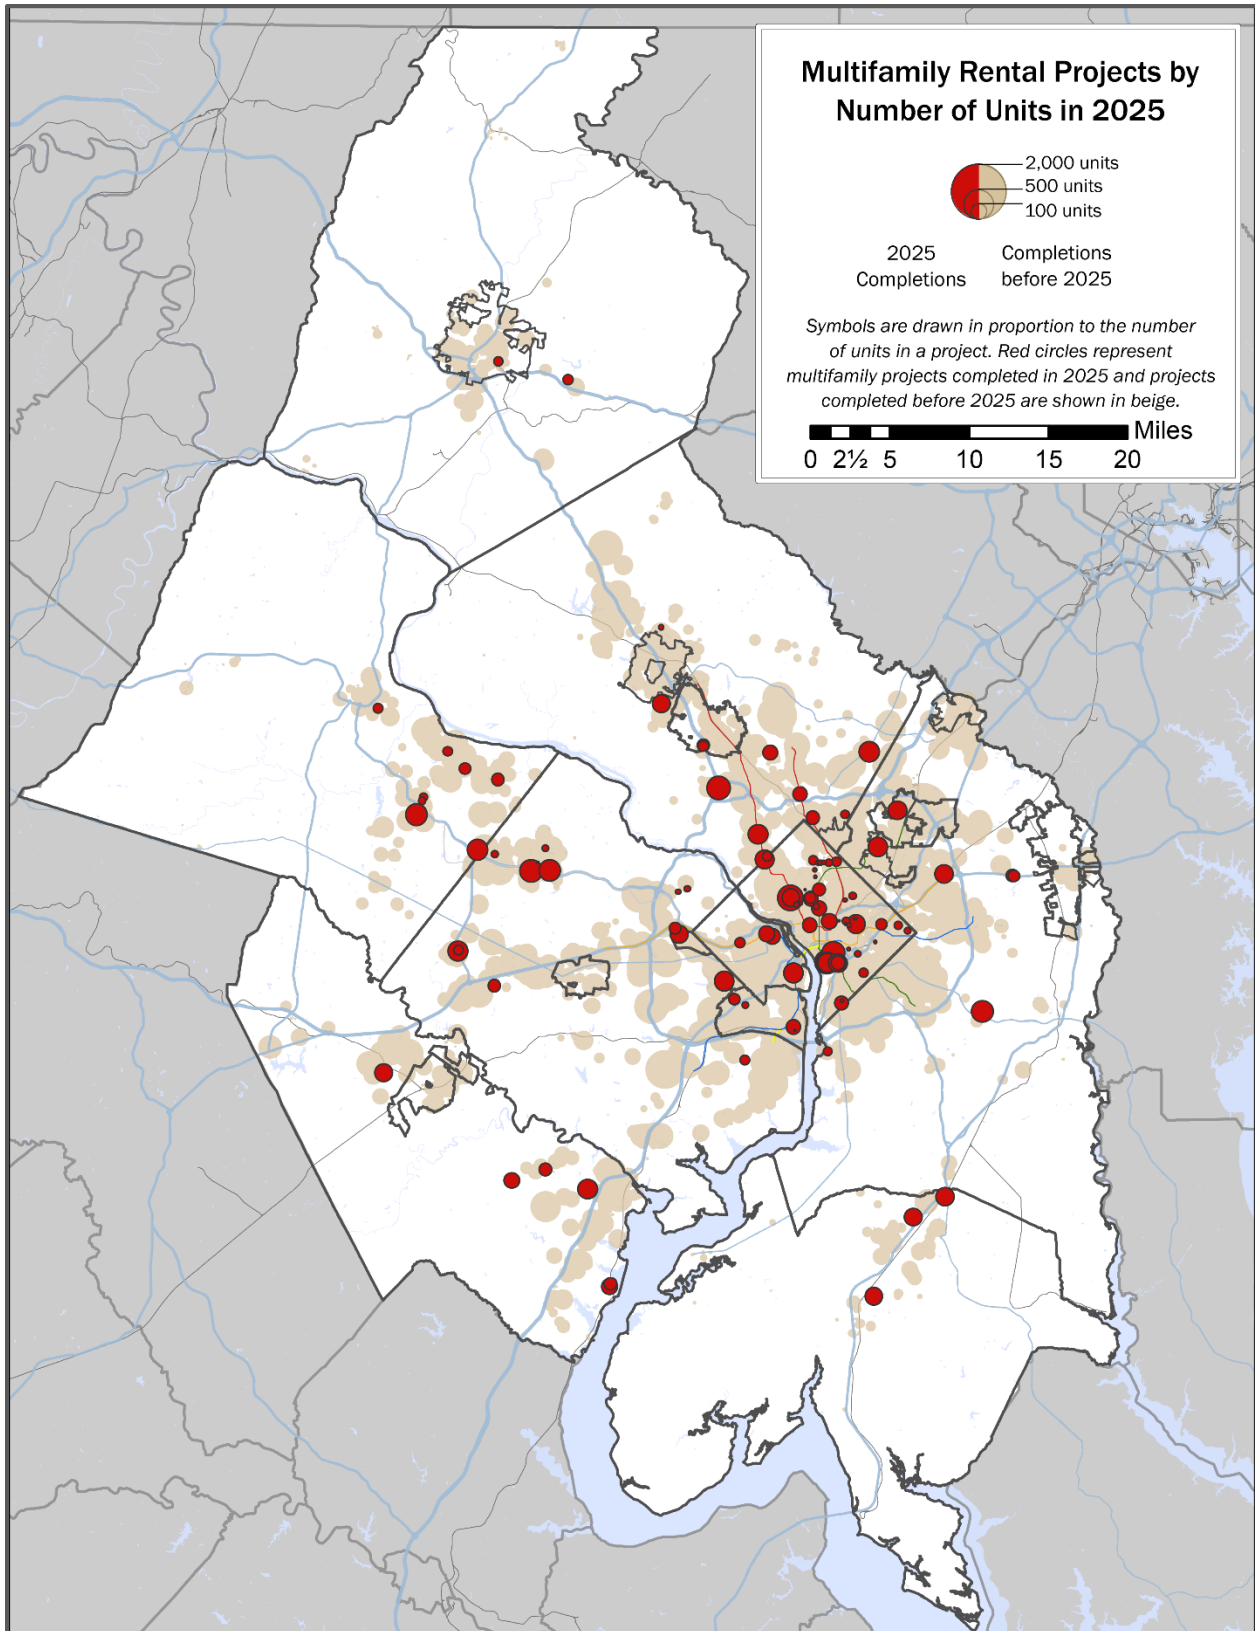 Multifamily Rental Projects by
Number of Units in 2025
2,000 units
500 units
100 units
2025
Completions
Completions
before 2025
Symbols are drawn in proportion to the number
of units in a project. Red circles represent
multifamily projects completed in 2025 and projects
completed before 2025 are shown in beige.
Miles
0 2½ 5 10 15 20